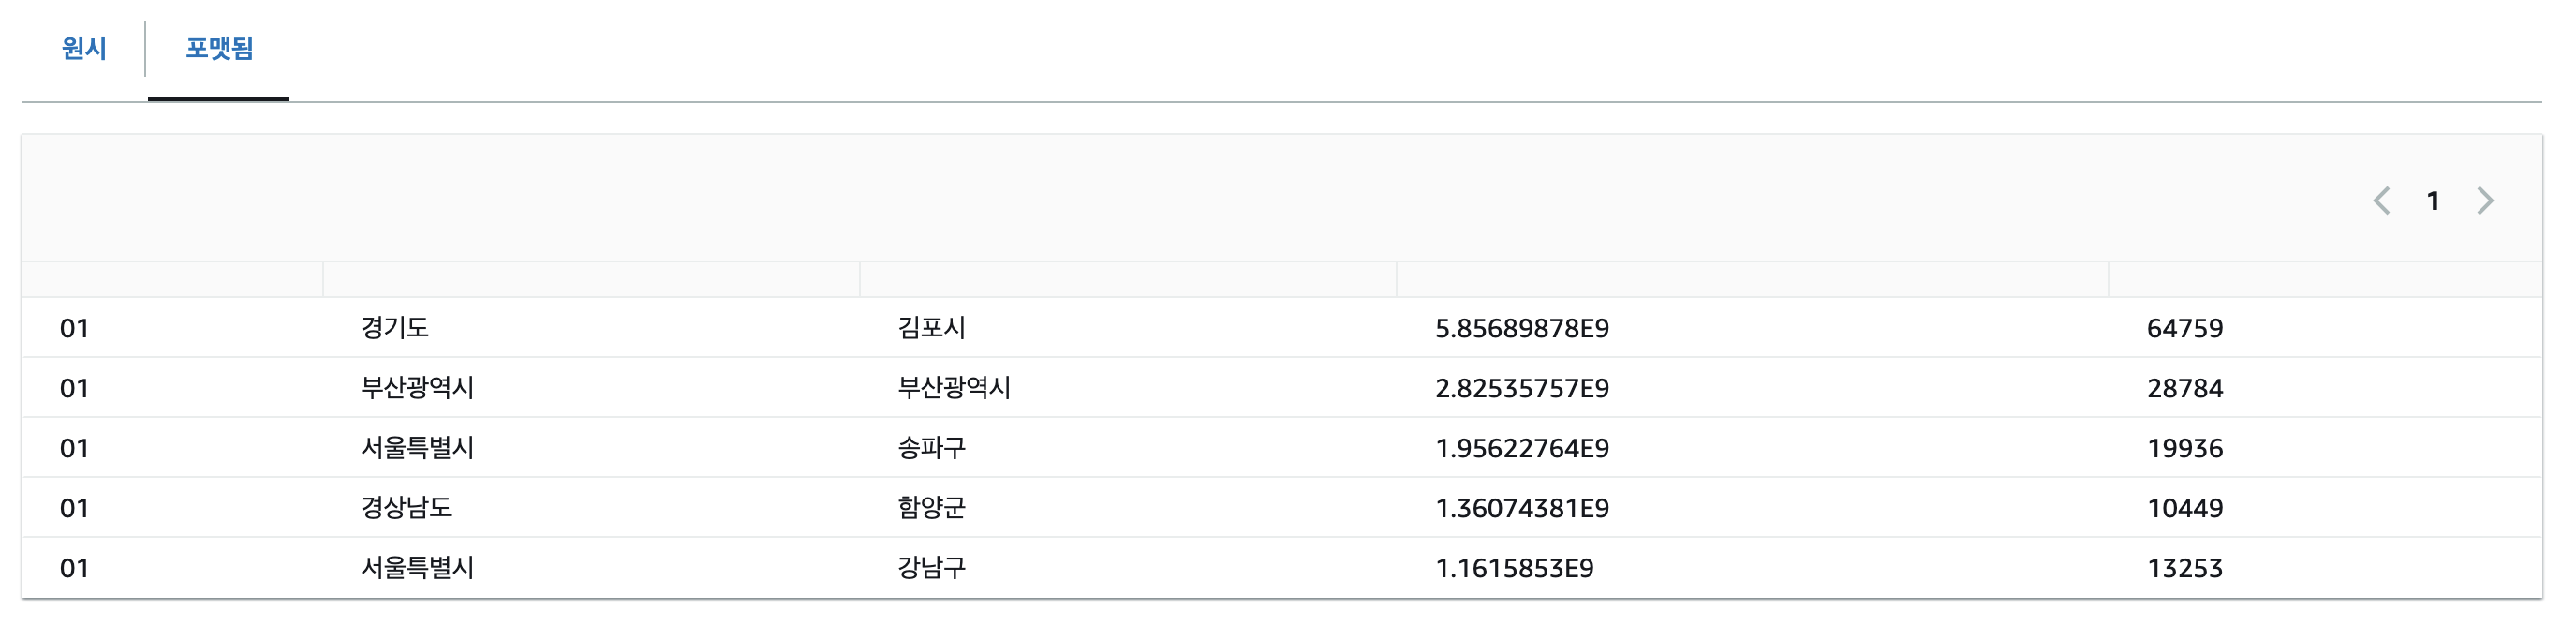 원시 포맷됨
1
01 경기도 김포시 5.85689878E9 64759
01 부산광역시 부산광역시 2.82535757E9 28784
01 서울특별시 송파구 1.95622764E9 19936
01 경상남도 함양군 1.36074381E9 10449
01 서울특별시 강남구 1.1615853E9 13253